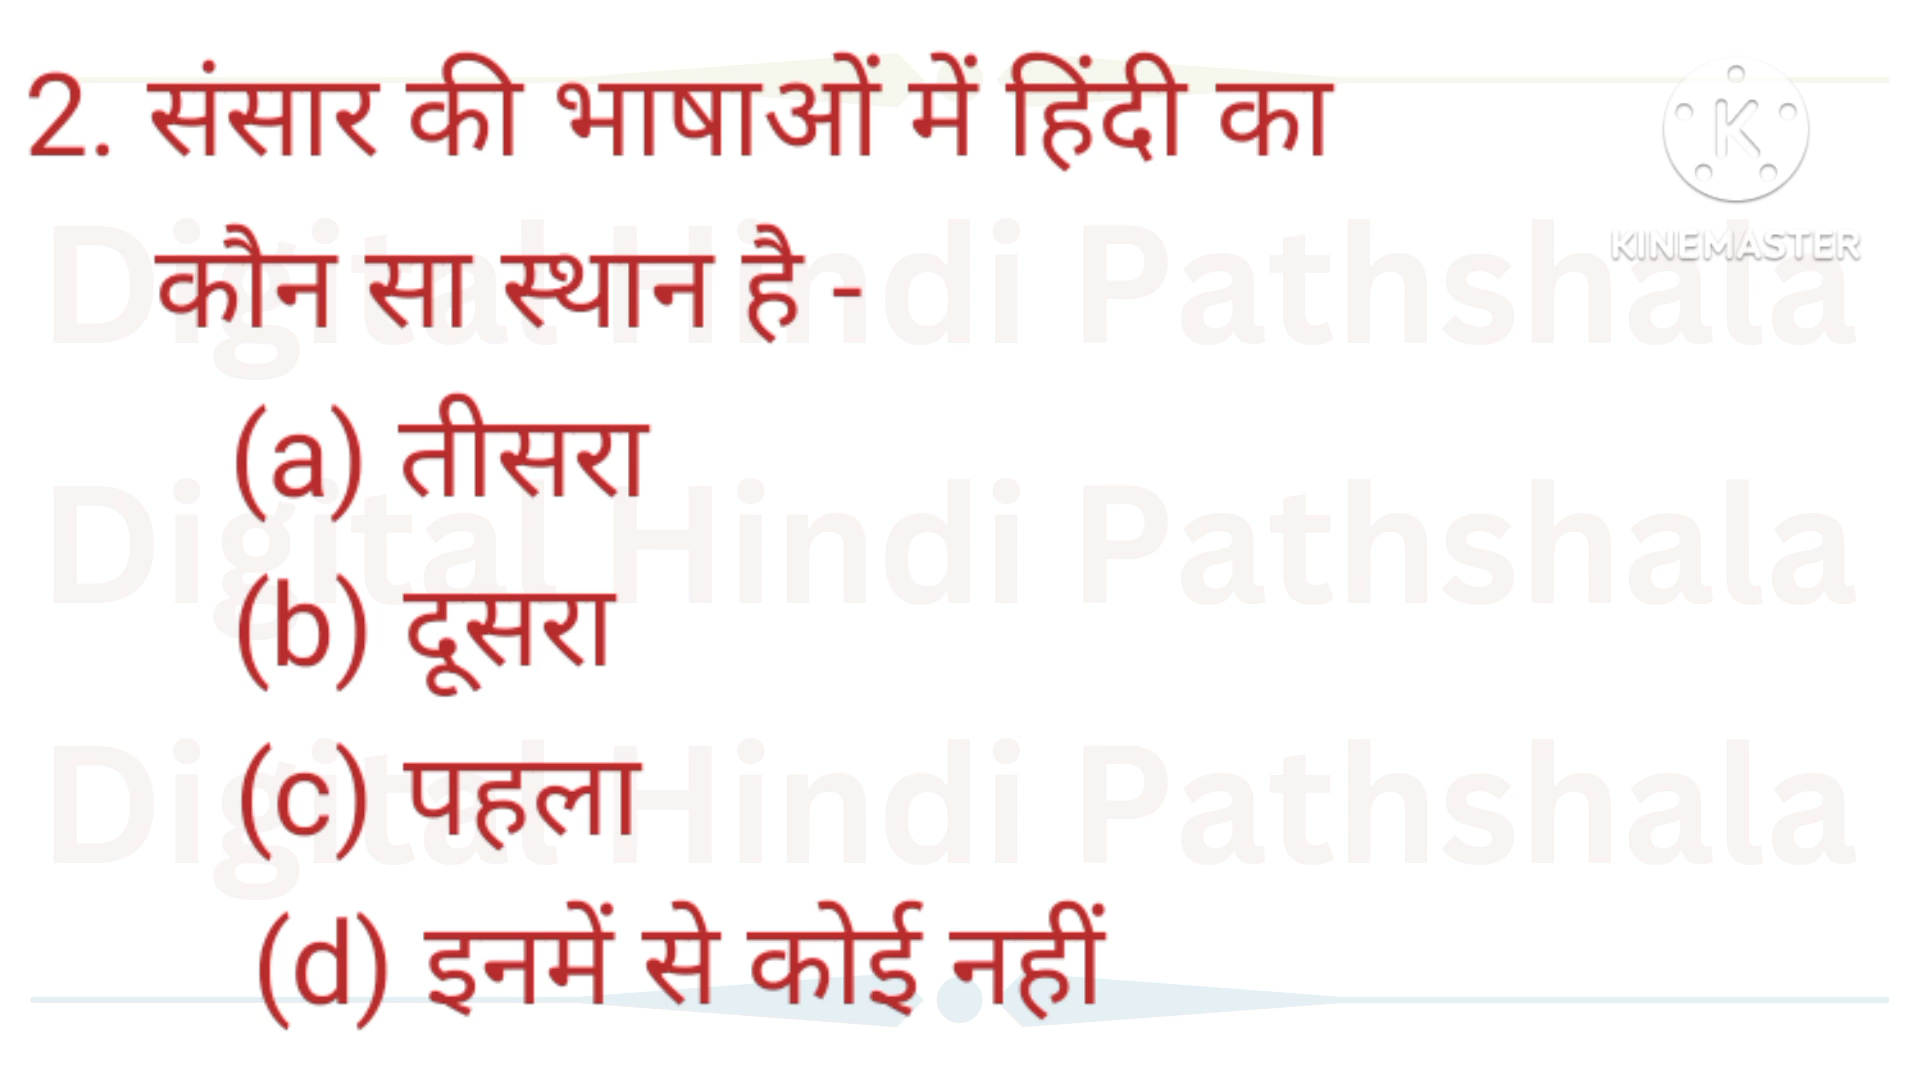 2. संसार की भाषाओं में हिंदी का
कौन सा स्थान है -
(a) तीसरा
(b) दूसरा
(c) पहला
(d) इनमें से कोई नहीं
K
KINEMASTER
Digital Hindi Pathshala
Digital Hindi Pathshala
Digital Hindi Pathshala